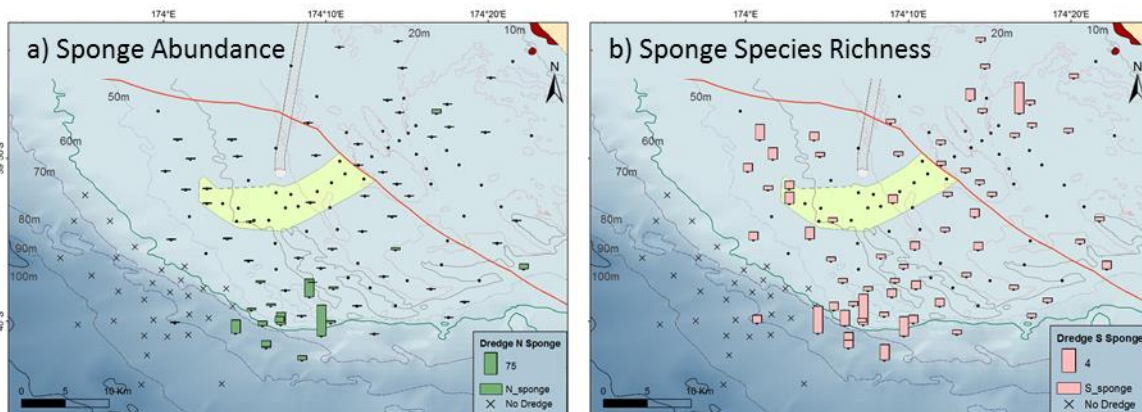 174°E 174°10'E 174°20'E
a) Sponge Abundance
20m
10m
N
50m
60m
70m
80m
90m
100m
40°S
Dredge N Sponge
75
N_sponge
No Dredge
0 5 10 Km
174°E 174°10'E 174°20'E
b) Sponge Species Richness
20m
10m
N
50m
60m
70m
80m
90m
100m
Dredge S Sponge
4
S_sponge
No Dredge
0 5 10 Km